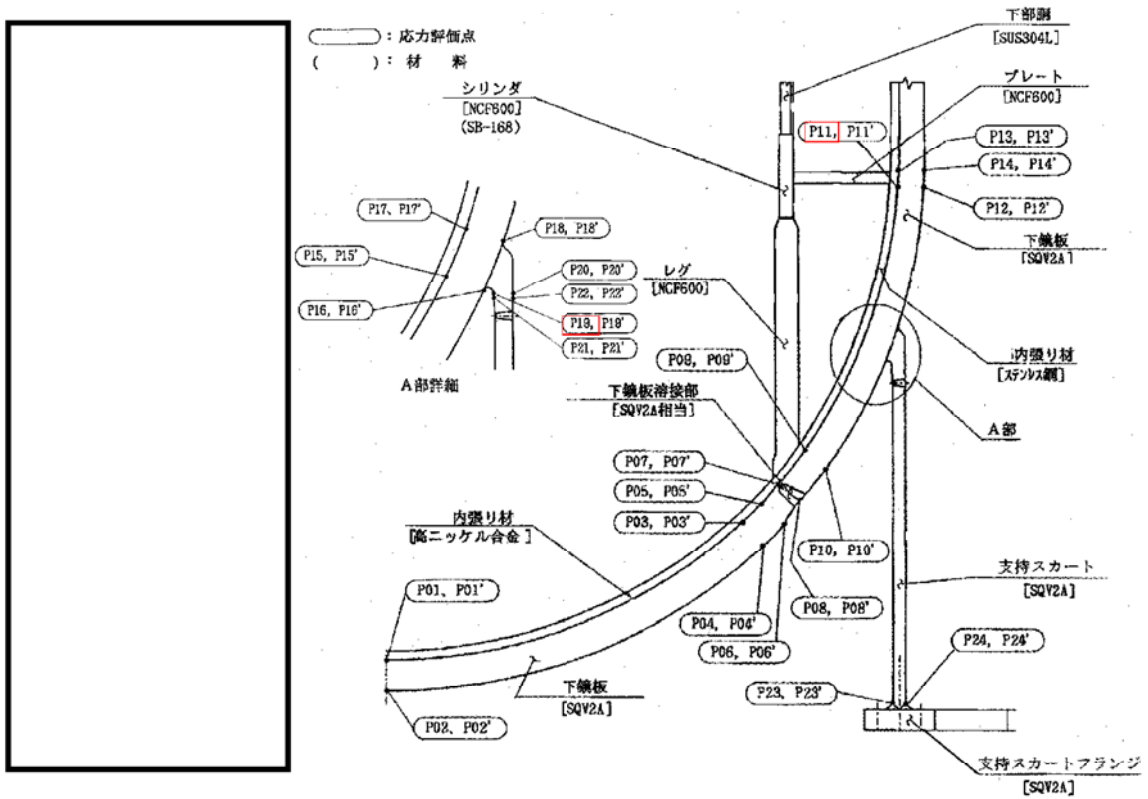 : 応力評価点
( ) : 材 料
シリンダ
[NCF600]
(SB-168)
下部胴
[SUS304L]
プレート
[NCF600]
P11, P11'
P13, P13'
P14, P14'
P12, P12'
下鏡板
[SQV2A]
P17、P17'
P18, P18'
P15, P15'
P20, P20'
P22, P22'
P16, P16'
P19, P19'
P21, P21'
A部詳細
レグ
[NCF600]
内張り材
[ステンレス鋼]
A部
P09, P09'
下鏡板溶接部
[SQV2A相当]
P07, P07'
P05, P05'
P03, P03'
内張り材
[高ニッケル合金]
P10, P10'
P01、P01'
P08, P08'
P04, P04'
P06, P06'
支持スカート
[SQV2A]
P24, P24'
P23, P23'
下鏡板
[SQV2A]
P02、P02'
支持スカートフランジ
[SQV2A]